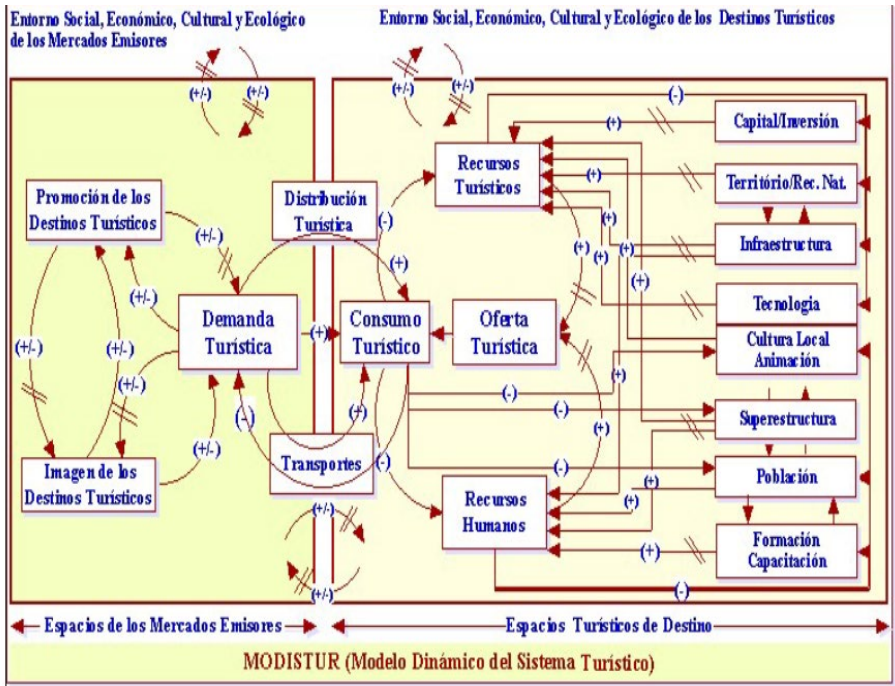 Entorno Social, Económico, Cultural y Ecológico
de los Mercados Emisores
Entorno Social, Económico, Cultural y Ecológico de los Destinos Turísticos
(+/-)
(+/-)
(+/-)
(+/-)
(-)
Capital/Inversión
(+)
Recursos
Turísticos
Território/Rec. Nat.
(+)
Promoción de los
Destinos Turísticos
Distribución
Turística
(-)
(+)
(+)
Infraestructura
(+/-)
(+)
(+)
(+)
(+/-)
(+)
Tecnologia
Demanda
Turística
(+)
Consumo
Turístico
Oferta
Turística
Cultura Local
Animación
(+/-)
(+/-)
(+/-)
(+)
(-)
(-)
(+)
(-)
Superestructura
(+/-)
(+)
Imagen de los
Destinos Turísticos
Transportes
(-)
(-)
Población
Recursos
Humanos
(+)
(+)
(+/-)
(+)
Formación
Capacitación
(+/-)
(-)
Espacios de los Mercados Emisores
Espacios Turísticos de Destino
MODISTUR (Modelo Dinámico del Sistema Turístico)